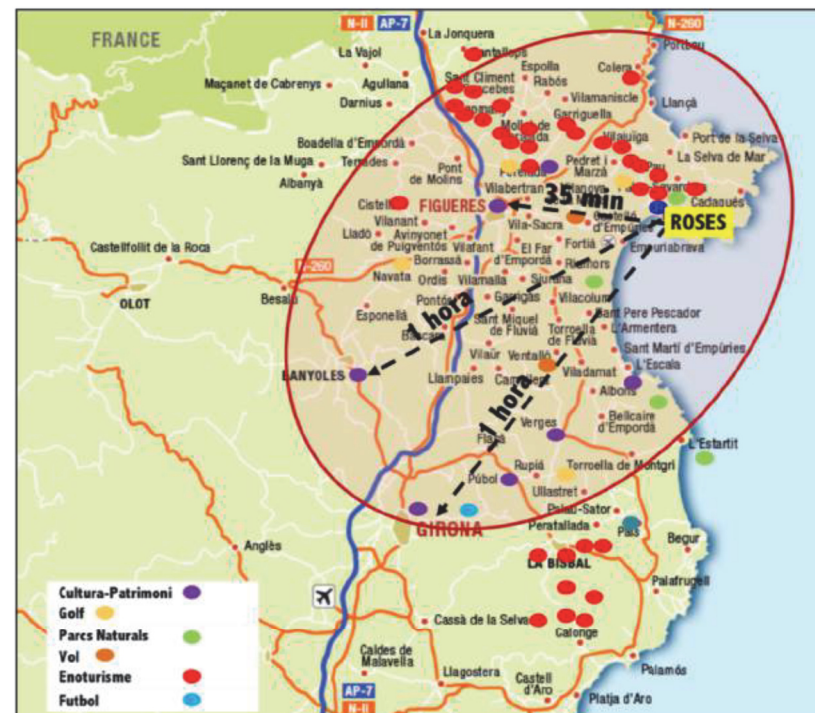 N-II AP-7
N-260
FRANCE
La Jonquera
Portbou
La Vajol
Cantallops
Colera
Espolla
Sant Climent
Rabós
Maçanet de Cabrenys
Agullana
Vilamaniscle
Darnius
Llançà
Garriguella
Mollet de
Boadella d'Empordà
Vilajuïga
Port de la Selva
Sant Llorenç de la Muga
Terrades
Pont
de Molins
Pedret i
Marzà
Pau
La Selva de Mar
Albanyà
Peralada
Vilabertran
Vilanova
Cadaqués
Cistella
FIGUERES
35 min
Castelló
d'Empúries
ROSES
Vilanant
Vila-Sacra
Lladó
Avinyonet
de Puigventós
Vilafant
El Far
d'Empordà
Fortià
Empuriabrava
Castellfollit de la Roca
Borrassà
Riumors
N-260
Navata
Ordis
Vilamalla
Siurana
Besalú
Garrigàs
Vilacolum
OLOT
Pontós
Esponellà
1 hora
Sant Miquel
de Fluvià
Sant Pere Pescador
L'Armentera
Torroella
de Fluvià
Bàscara
Sant Martí d'Empúries
Vilaür
Ventalló
L'Escala
BANYOLES
Llampaies
Viladamat
Camallera
1 hora
Albons
Bellcaire
d'Empordà
Verges
Flaçà
L'Estartit
Rupià
Torroella de Montgrí
Púbol
Ullastret
Palau-Sator
GIRONA
Peratallada
Pals
Anglès
Begur
LA BISBAL
Palafrugell
Cassà de la Selva
Calonge
Caldes de
Malavella
Palamós
Llagostera
Castell
d'Aro
AP-7
N-II
Platja d'Aro
Cultura-Patrimoni
Golf
Parcs Naturals
Vol
Enoturisme
Futbol